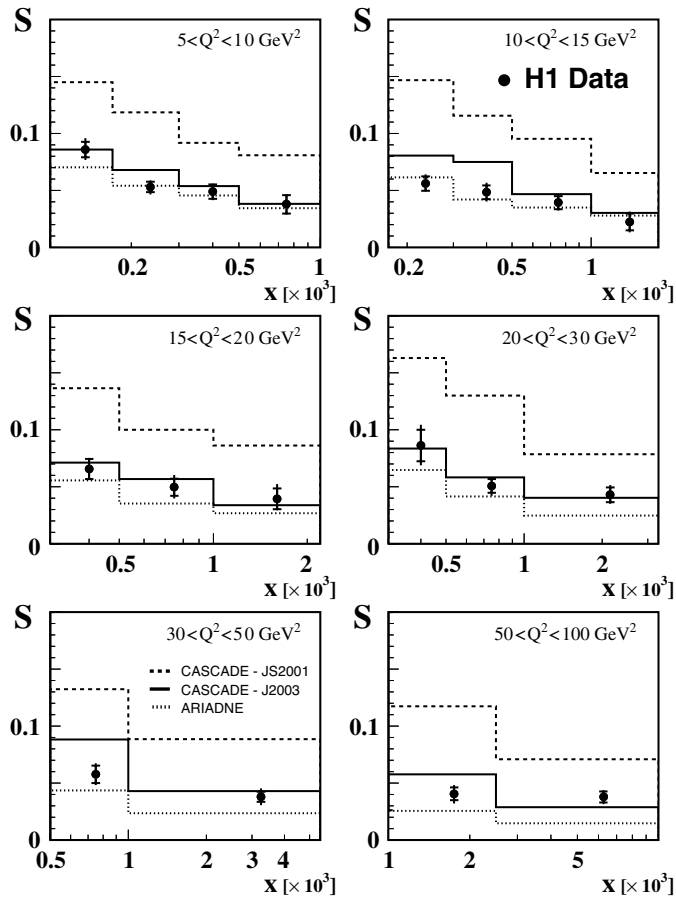 S
5<Q² <10 GeV²
0.1
0
0.2 0.5 1
x [× 10³]
10<Q² <15 GeV²
H1 Data
0.1
0
0.2 0.5 1
x [× 10³]
S
15<Q² <20 GeV²
0.1
0
0.5 1 2
x [× 10³]
S
20<Q² <30 GeV²
0.1
0
0.5 1 2
x [× 10³]
S
30<Q² <50 GeV²
CASCADE - JS2001
CASCADE - J2003
ARIADNE
0.1
0
0.5 1 2 3 4
x [× 10³]
S
50<Q² <100 GeV²
0.1
0
1 2 5
x [× 10³]
S